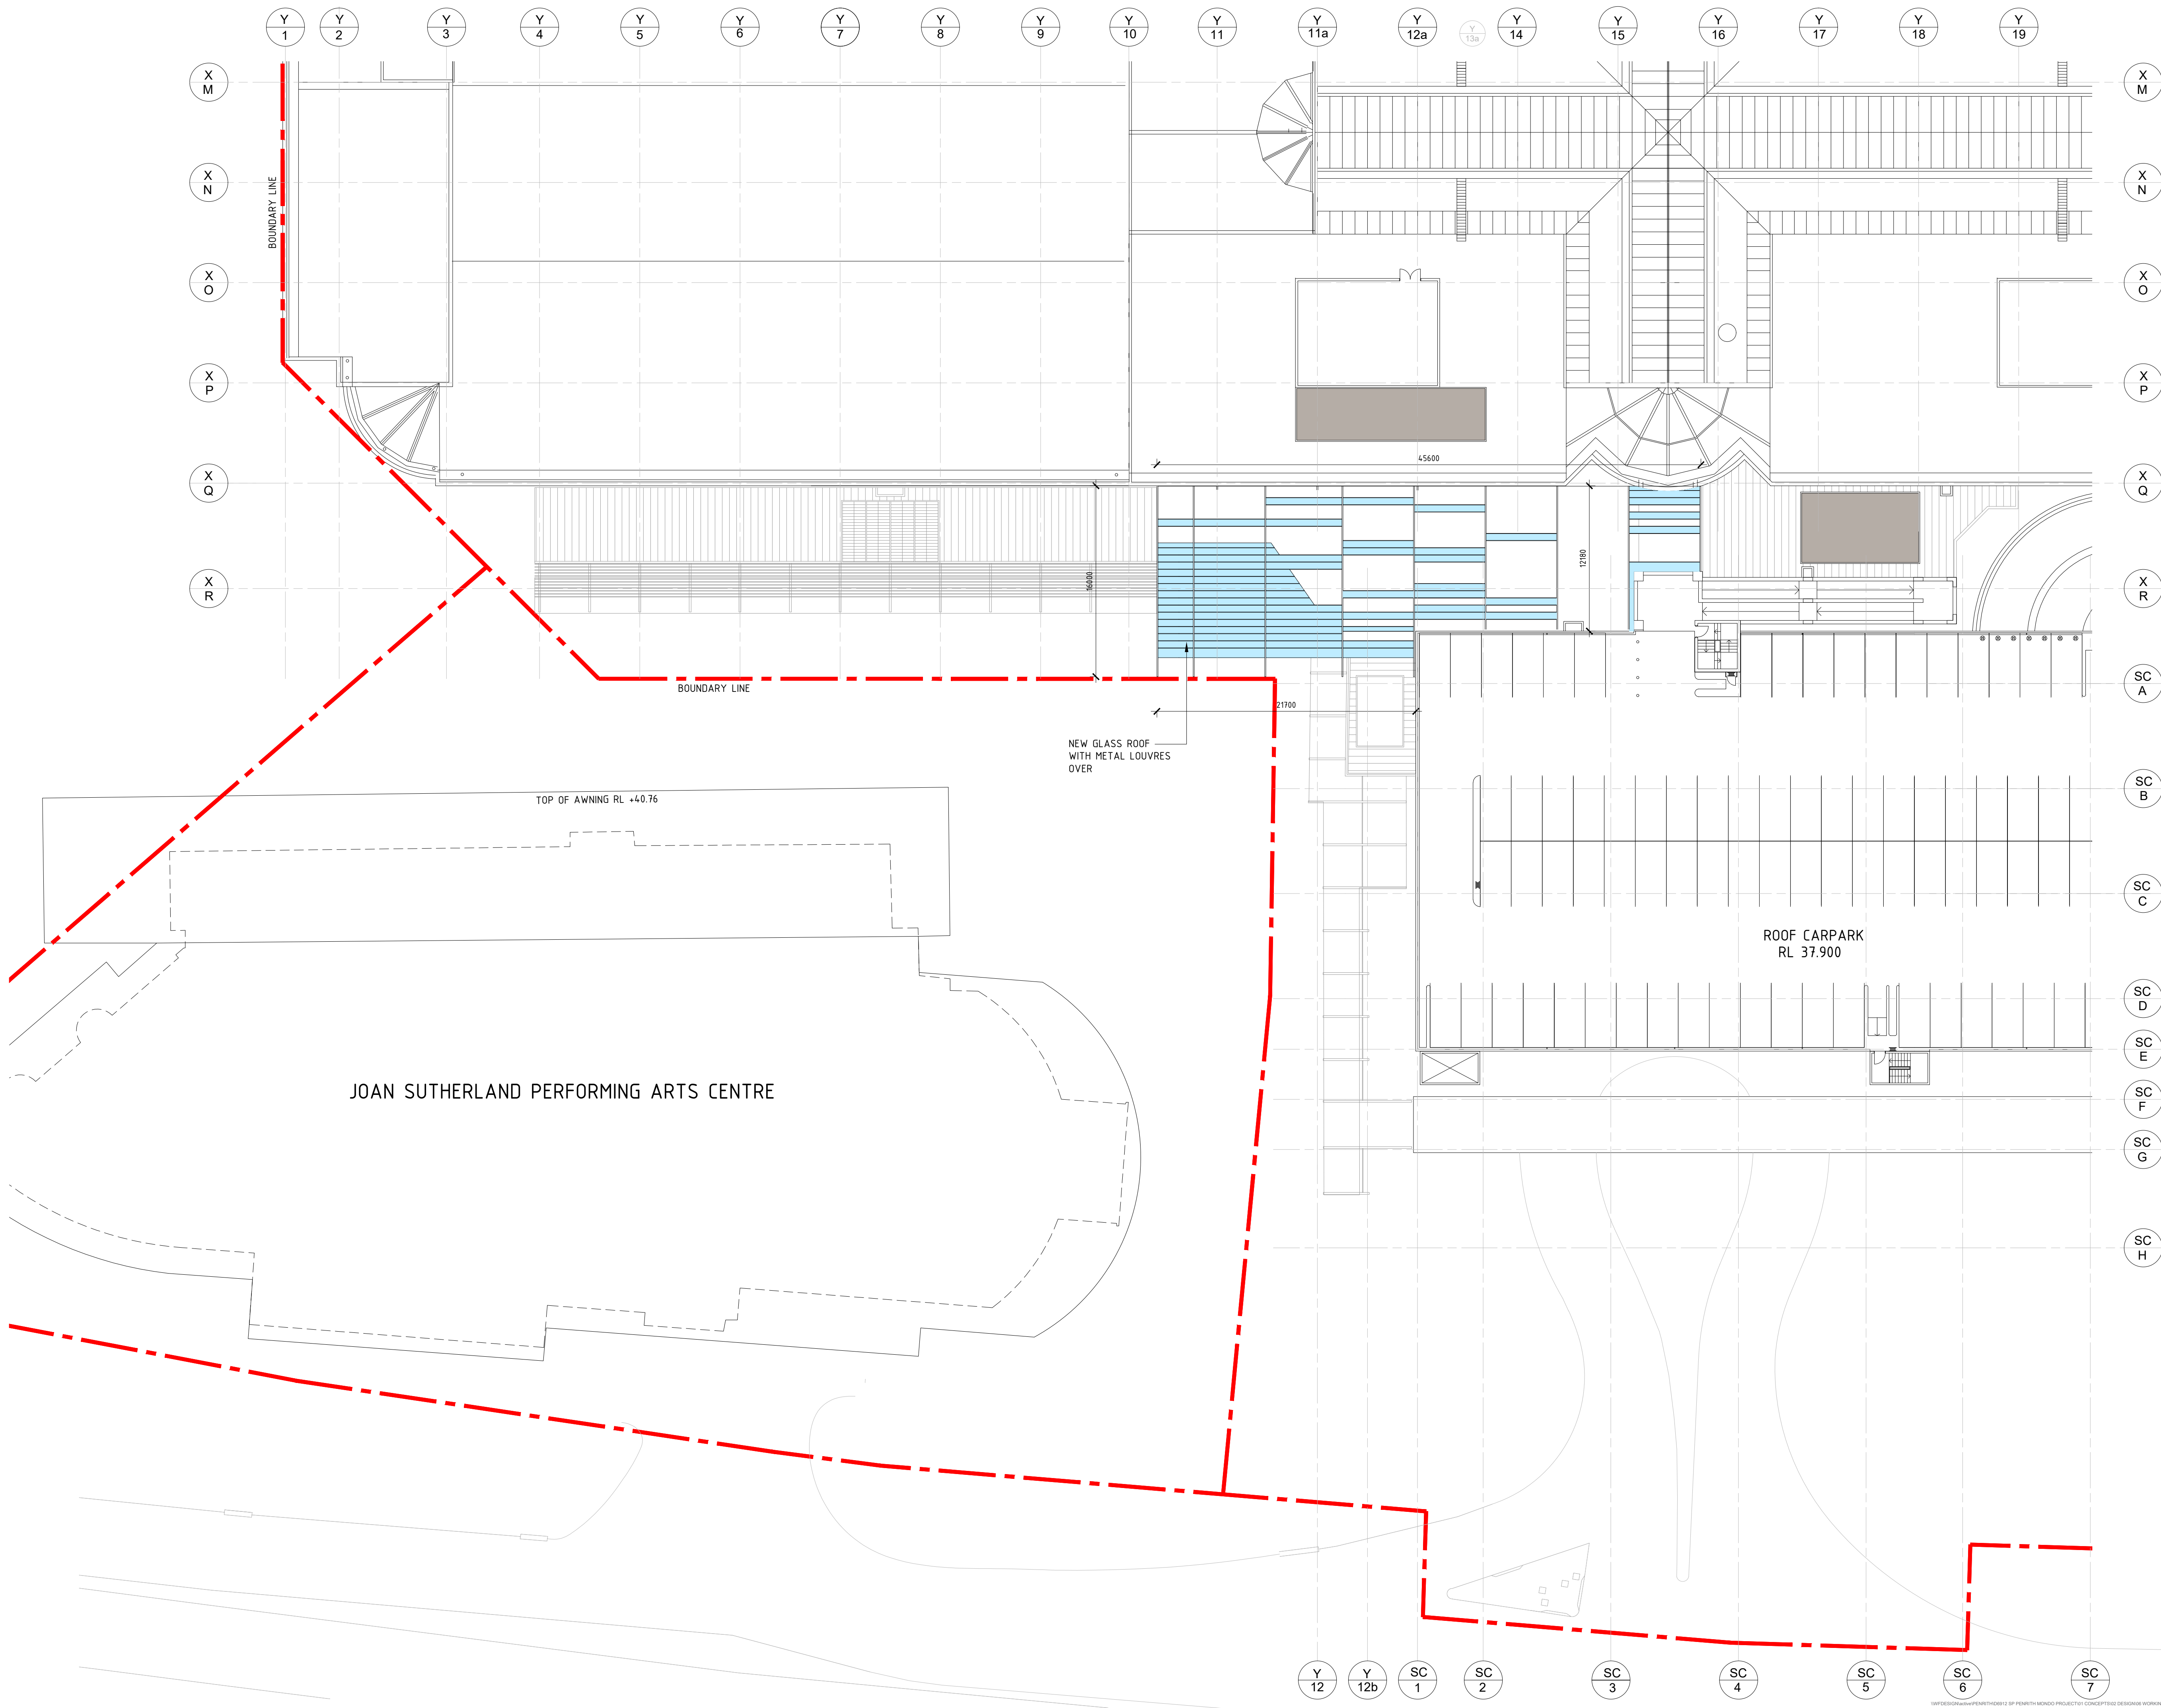 Y
1
Y
2
Y
3
Y
4
Y
5
Y
6
Y
7
Y
8
Y
9
Y
10
Y
11
Y
11a
Y
12a
Y
13a
Y
14
Y
15
Y
16
Y
17
Y
18
Y
19
X
M
X
M
BOUNDARY LINE
X
N
X
N
X
O
X
O
X
P
X
P
45600
X
Q
X
Q
16000
12180
X
R
X
R
BOUNDARY LINE
21700
SC
A
NEW GLASS ROOF
WITH METAL LOUVRES
OVER
TOP OF AWNING RL +40.76
SC
B
SC
C
ROOF CARPARK
RL 37.900
SC
D
SC
E
JOAN SUTHERLAND PERFORMING ARTS CENTRE
SC
F
SC
G
SC
H
Y
12
Y
12b
SC
1
SC
2
SC
3
SC
4
SC
5
SC
6
SC
7